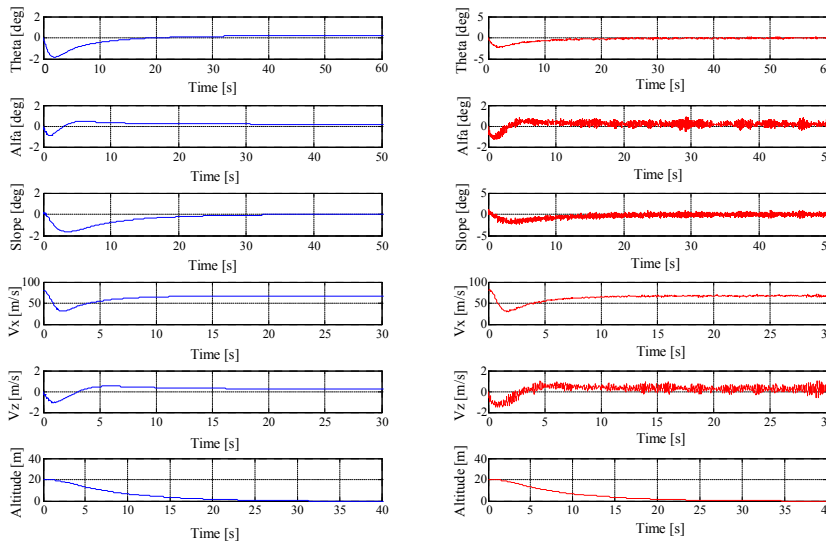 2
0
-2
Theta [deg]
0 10 20 30 40 50 60
Time [s]
5
0
-5
Theta [deg]
0 10 20 30 40 50 60
Time [s]
2
0
-2
Alfa [deg]
0 10 20 30 40 50
Time [s]
2
0
-2
Alfa [deg]
0 10 20 30 40 50
Time [s]
2
0
-2
Slope [deg]
0 10 20 30 40 50
Time [s]
5
0
-5
Slope [deg]
0 10 20 30 40 50
Time [s]
100
50
0
Vx [m/s]
0 5 10 15 20 25 30
Time [s]
100
50
0
Vx [m/s]
0 5 10 15 20 25 30
Time [s]
2
0
-2
Vz [m/s]
0 5 10 15 20 25 30
Time [s]
2
0
-2
Vz [m/s]
0 5 10 15 20 25 30
Time [s]
40
20
0
Altitude [m]
0 5 10 15 20 25 30 35 40
Time [s]
40
20
0
Altitude [m]
0 5 10 15 20 25 30 35 40
Time [s]